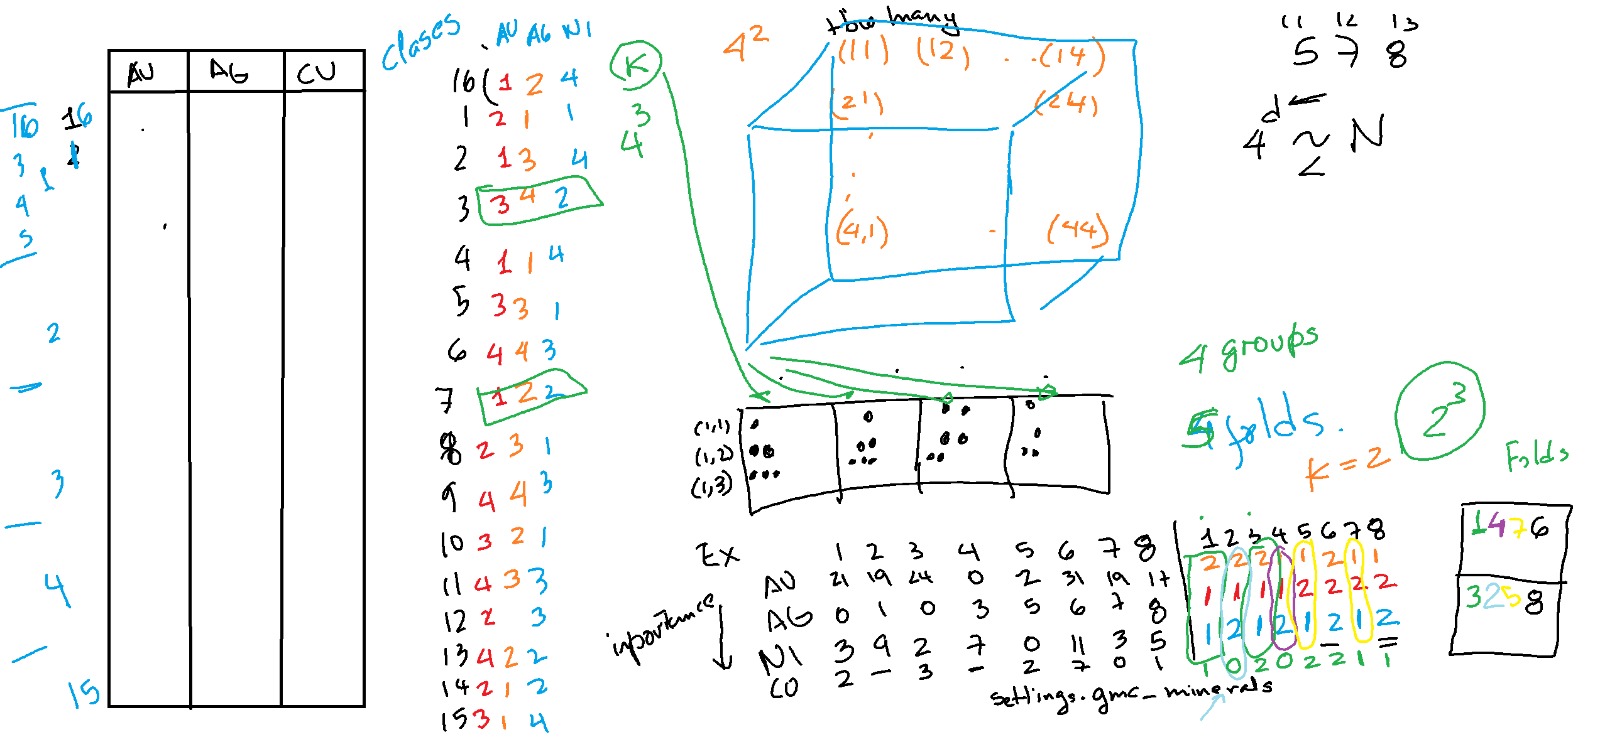 AU AG CU
16 16
3 1
4
5
2
3
4
15
clases
AU AG NI
16 ( 1 2 4
1 2 1 1
2 1 3 4
3 3 4 2
4 1 1 4
5 3 3 1
6 4 4 3
7 1 2 2
8 2 3 1
9 4 4 3
10 3 2 1
11 4 3 3
12 2 3
13 4 2 2
14 2 1 2
15 3 1 4
K
3
4
How many
4²
(11) (12) . . . (14)
(21) (24)
(4,1) (44)
(1,1)
(1,2)
(1,3)
11 12 13
5 7 8
4^d ~ N
<
4 groups
5 folds.
K = 2
2³
Folds
1 4 7 6
3 2 5 8
Ex 1 2 3 4 5 6 7 8
AU 21 19 24 0 2 31 19 17
AG 0 1 0 3 5 6 7 8
NI 3 9 2 7 0 11 3 5
CO 2 - 3 - 2 7 0 1
inportance
1 2 3 4 5 6 7 8
2 2 2 1 1 2 1 1
1 1 1 1 2 2 2 2
1 2 1 2 1 2 1 2
1 0 2 0 2 2 1 1
settings.gmc_minerals